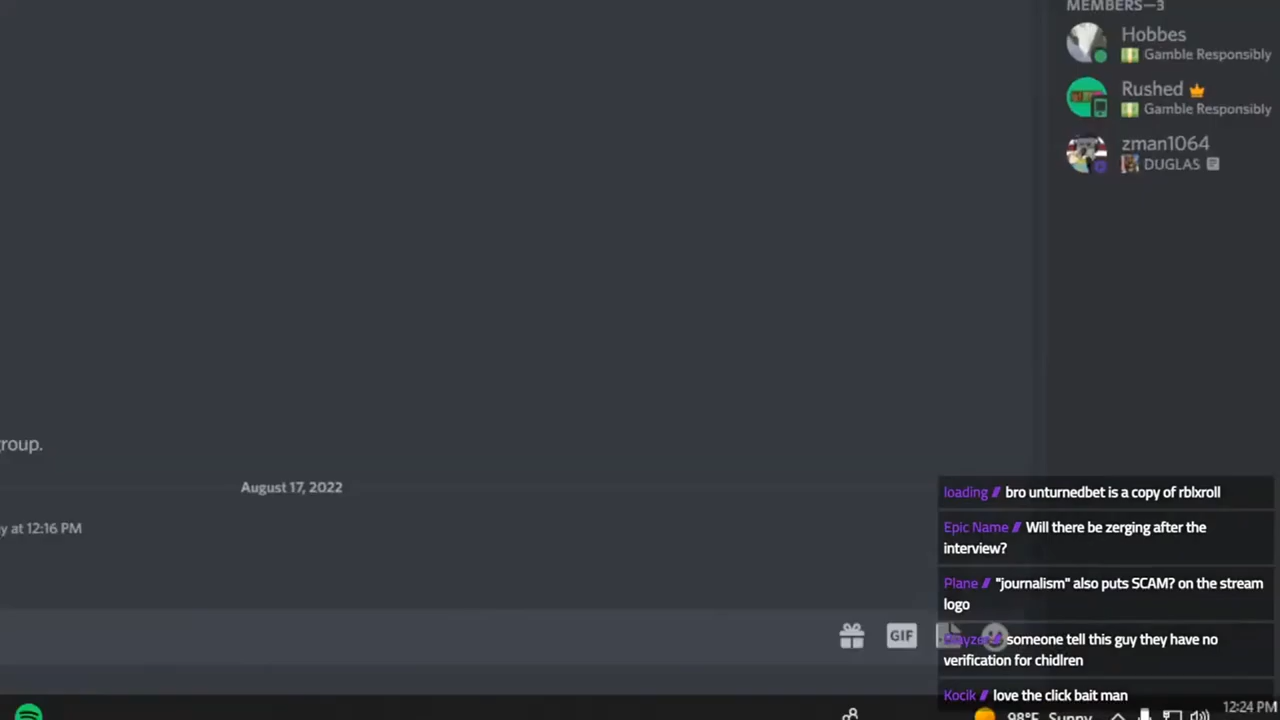 MEMBERS—3
Hobbes
Gamble Responsibly
Rushed
Gamble Responsibly
zman1064
DUGLAS
roup.
August 17, 2022
y at 12:16 PM
GIF
loading // bro unturnedbet is a copy of rblxroll
Epic Name // Will there be zerging after the
interview?
Plane // "journalism" also puts SCAM? on the stream
logo
// someone tell this guy they have no
verification for chidlren
Kocik // love the click bait man
98°F Sunny
12:24 PM